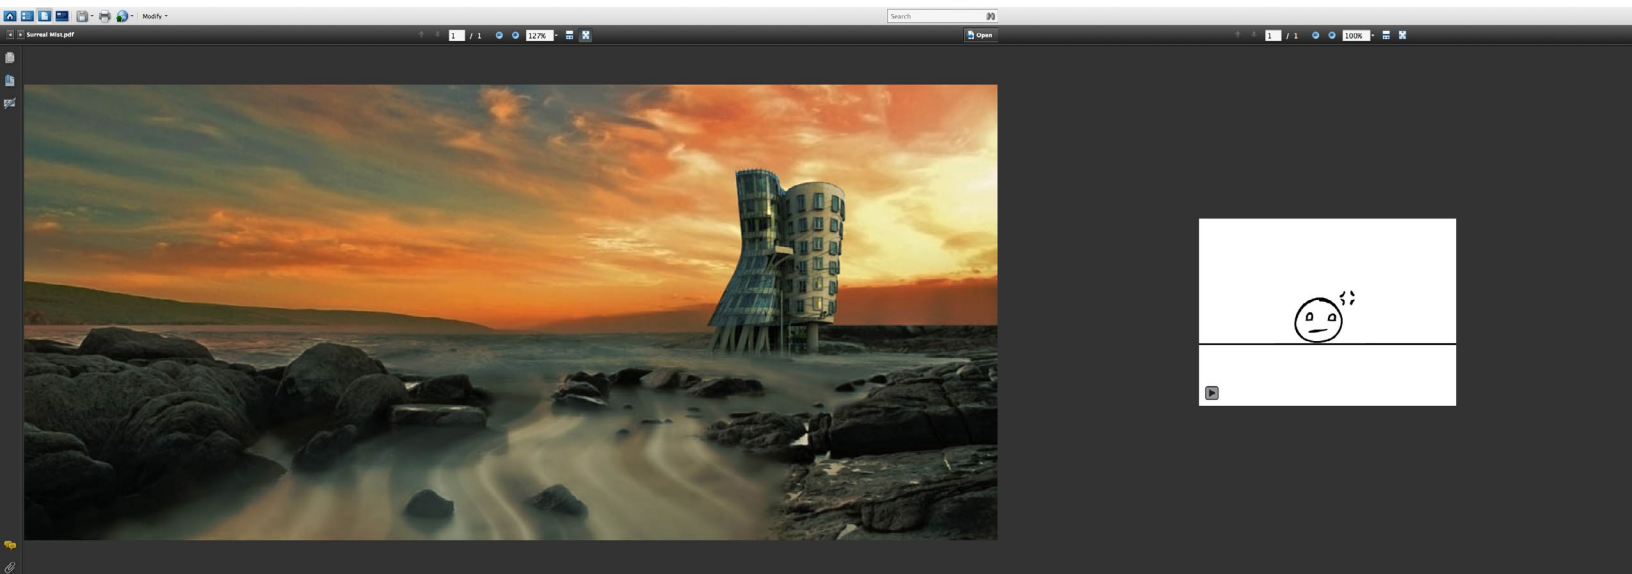 Modify
Search
Surreal Mist.pdf
1 / 1
127%
Open
1 / 1
100%